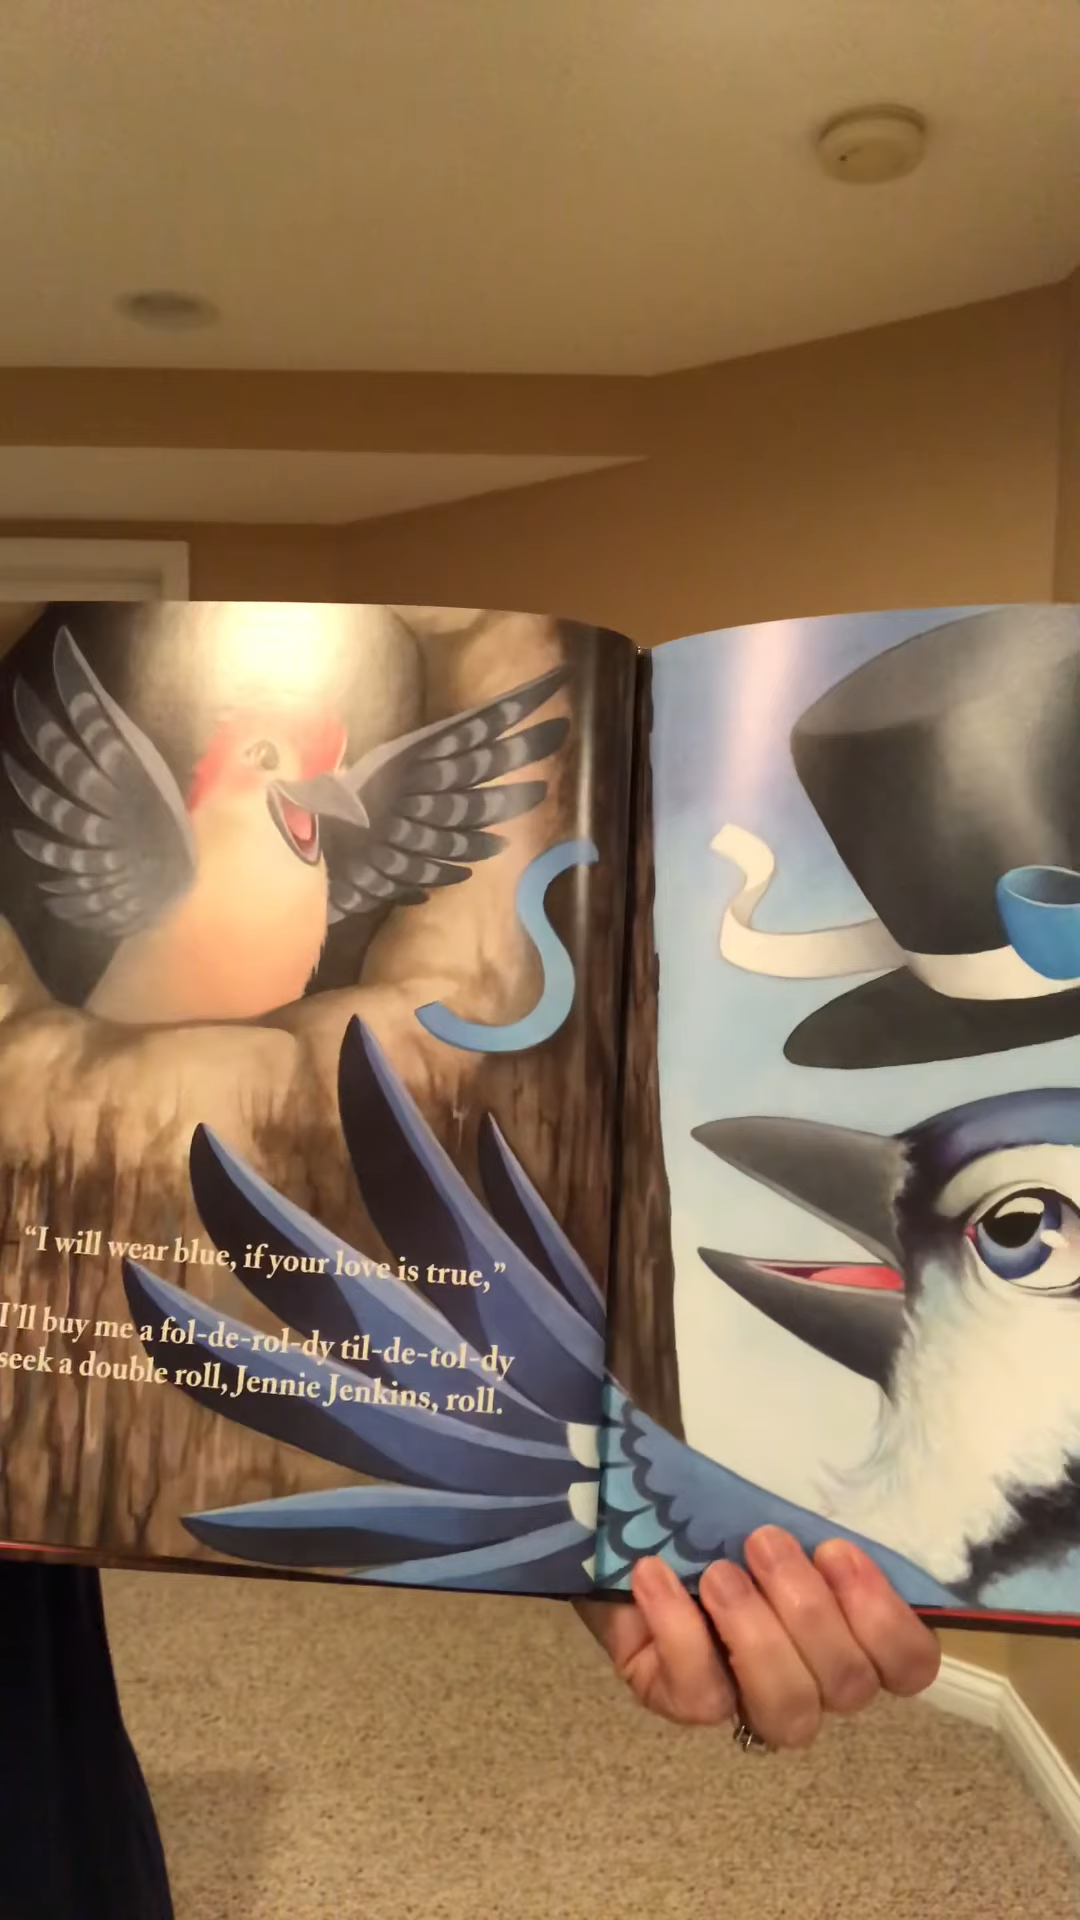 “I will wear blue, if your love is true,”
I’ll buy me a fol-de-rol-dy til-de-tol-dy
seek a double roll, Jennie Jenkins, roll.